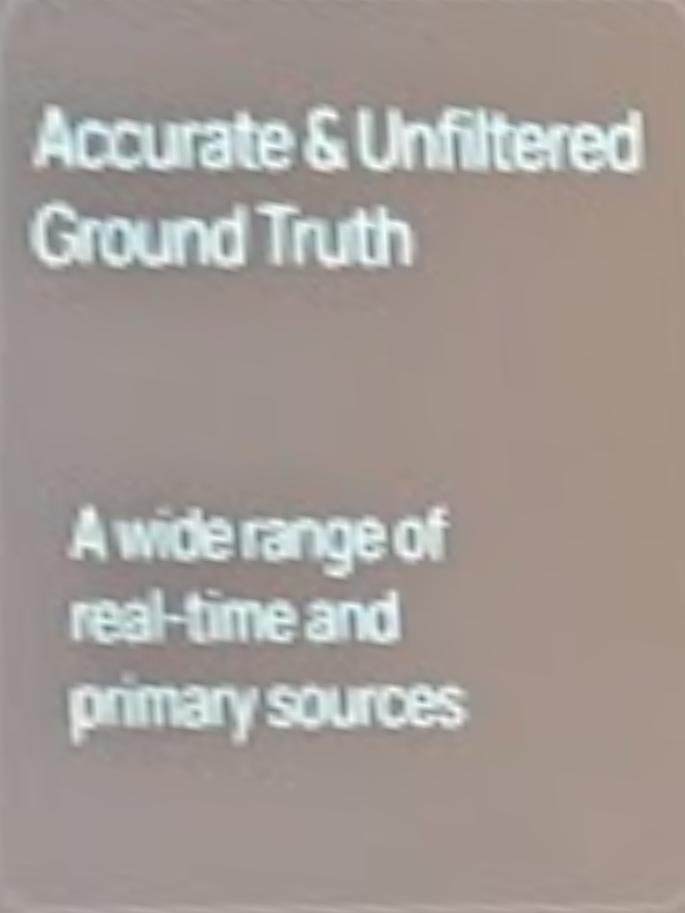 Accurate & Unfiltered
Ground Truth
A wide range of
real-time and
primary sources